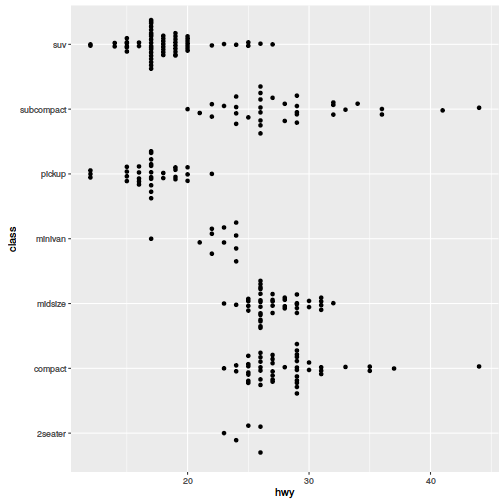 suv
subcompact
pickup
minivan
midsize
compact
2seater
class
20 30 40
hwy